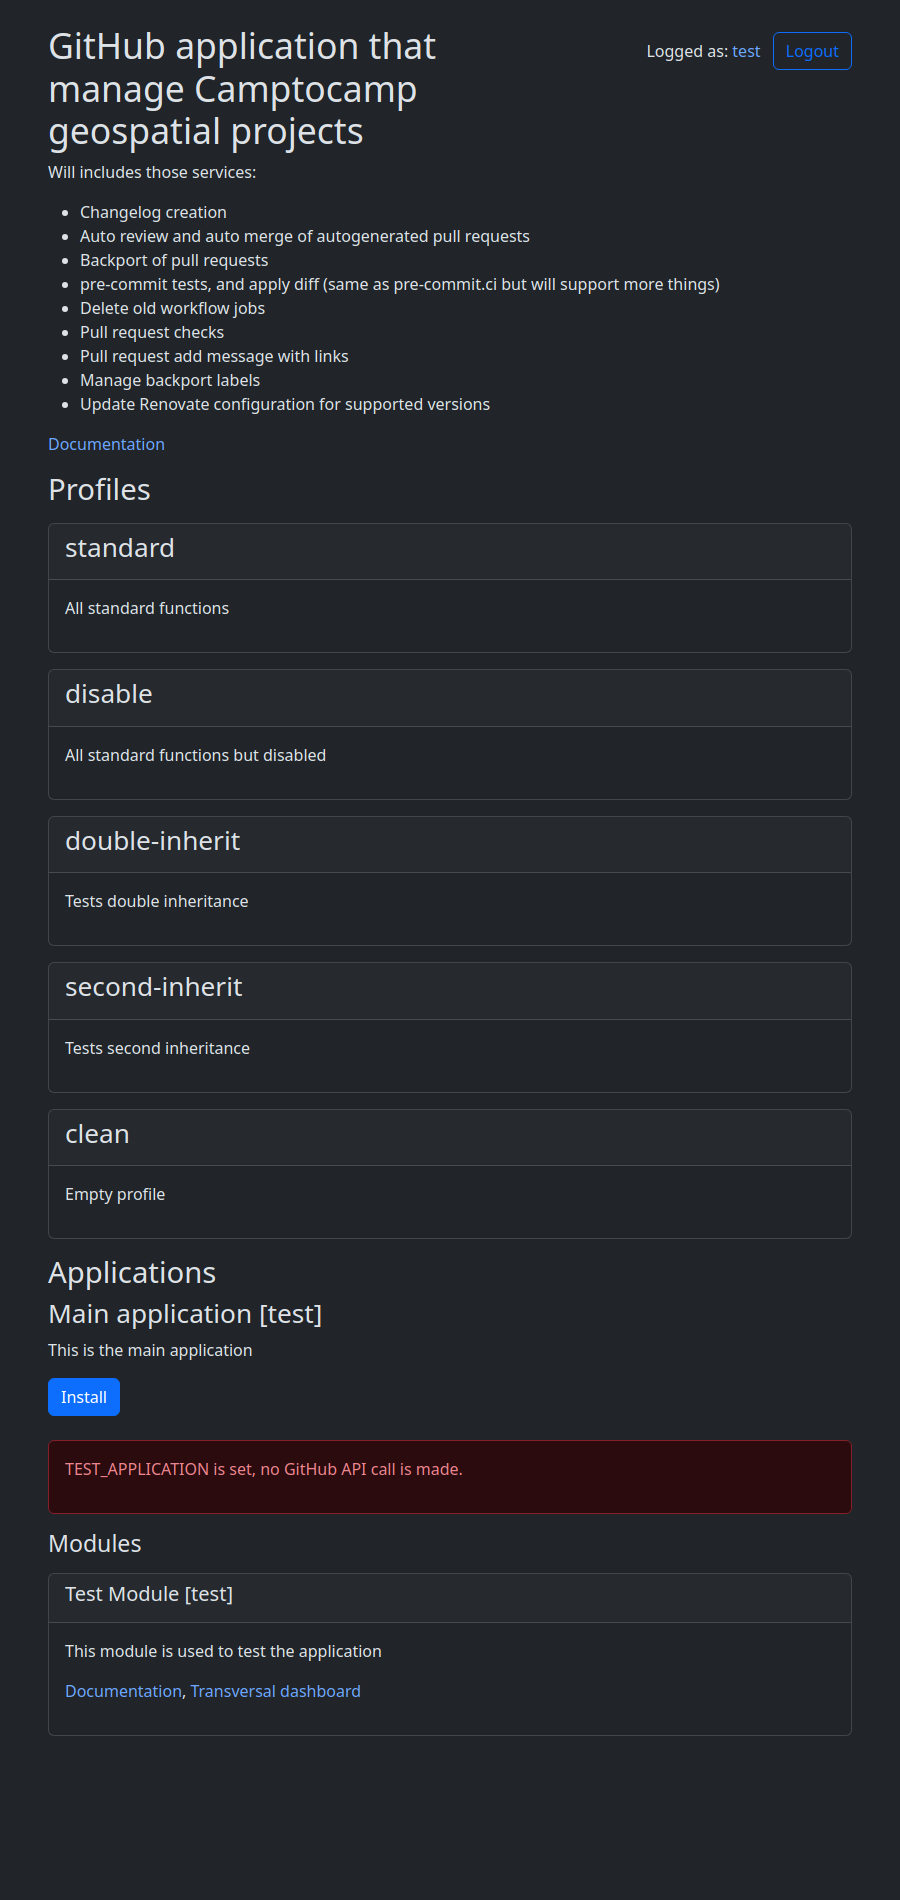 GitHub application that
manage Camptocamp
geospatial projects
Logged as: test Logout
Will includes those services:
Changelog creation
Auto review and auto merge of autogenerated pull requests
Backport of pull requests
pre-commit tests, and apply diff (same as pre-commit.ci but will support more things)
Delete old workflow jobs
Pull request checks
Pull request add message with links
Manage backport labels
Update Renovate configuration for supported versions
Documentation
Profiles
standard
All standard functions
disable
All standard functions but disabled
double-inherit
Tests double inheritance
second-inherit
Tests second inheritance
clean
Empty profile
Applications
Main application [test]
This is the main application
Install
TEST_APPLICATION is set, no GitHub API call is made.
Modules
Test Module [test]
This module is used to test the application
Documentation, Transversal dashboard